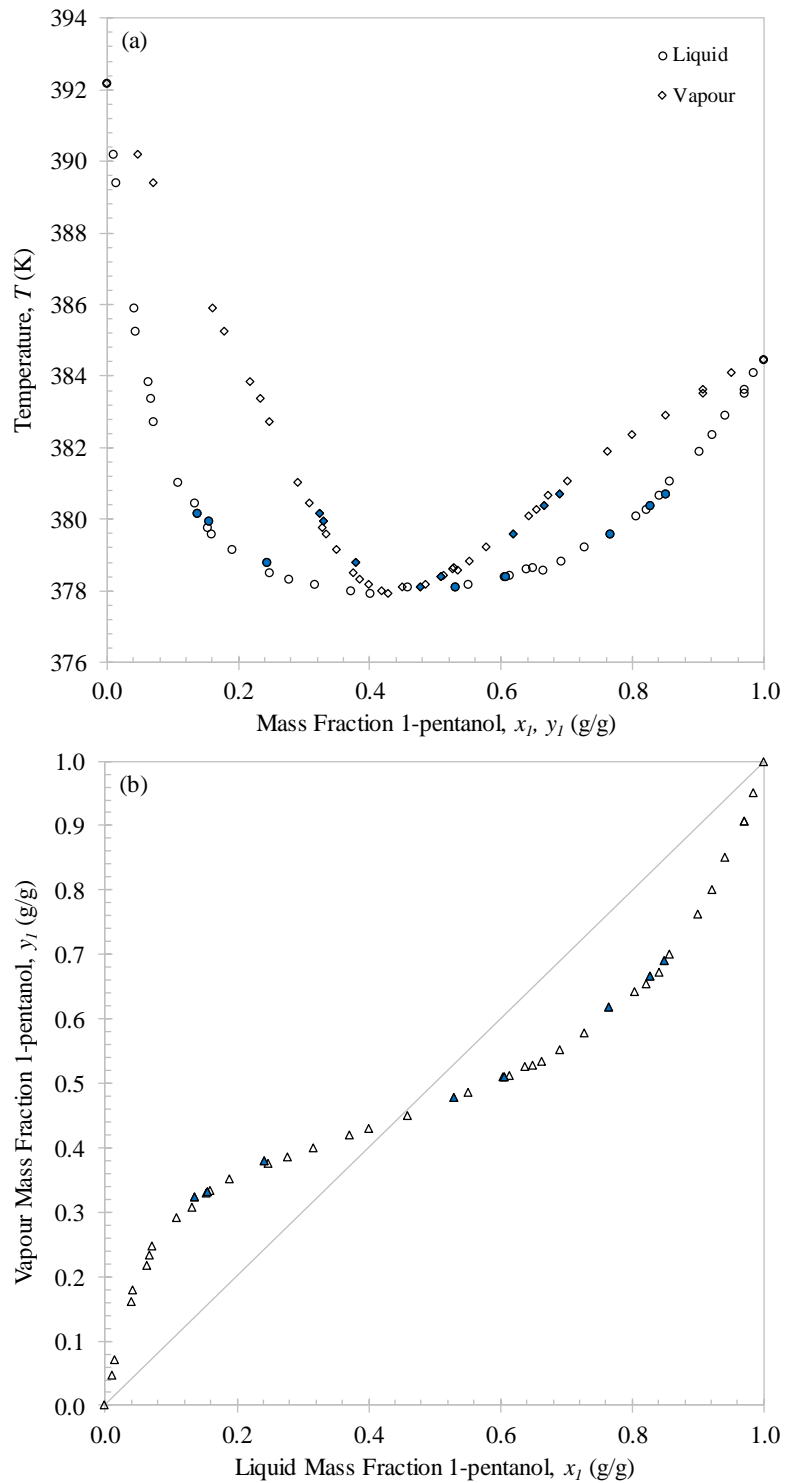 394
(a)
Liquid
392
Vapour
390
388
386
384
382
380
378
376
Temperature, T (K)
0.0 0.2 0.4 0.6 0.8 1.0
Mass Fraction 1-pentanol, x1, y1 (g/g)
1.0
(b)
0.9
0.8
0.7
0.6
0.5
0.4
0.3
0.2
0.1
0.0
Vapour Mass Fraction 1-pentanol, y1 (g/g)
0.0 0.2 0.4 0.6 0.8 1.0
Liquid Mass Fraction 1-pentanol, x1 (g/g)